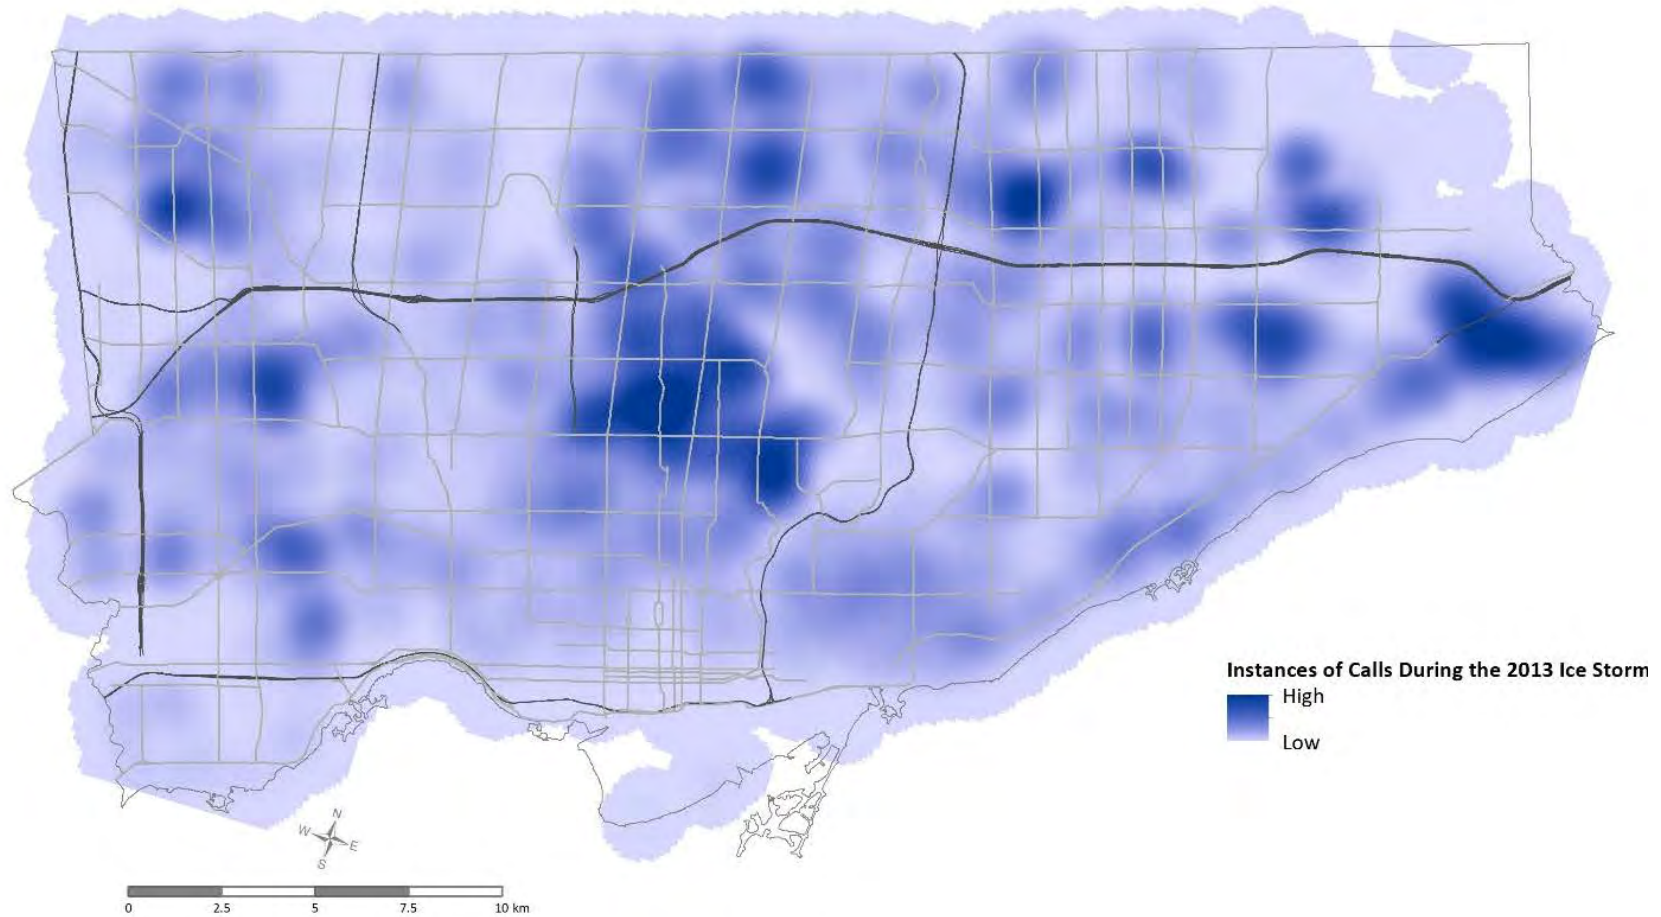 Instances of Calls During the 2013 Ice Storm
High
Low
N
W
E
S
0 2.5 5 7.5 10 km